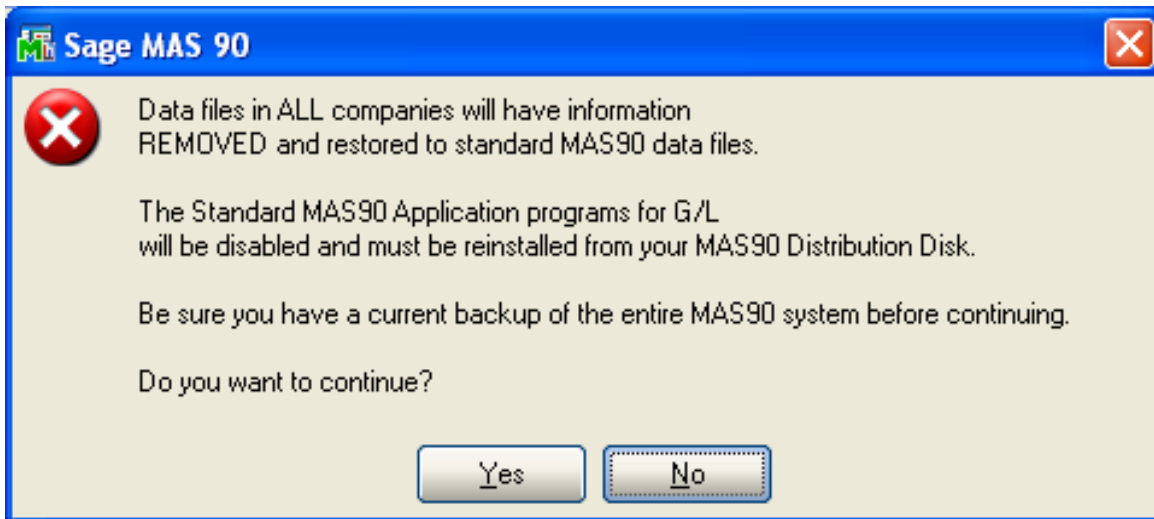 Sage MAS 90
Data files in ALL companies will have information
REMOVED and restored to standard MAS90 data files.
The Standard MAS90 Application programs for G/L
will be disabled and must be reinstalled from your MAS90 Distribution Disk.
Be sure you have a current backup of the entire MAS90 system before continuing.
Do you want to continue?
Yes
No